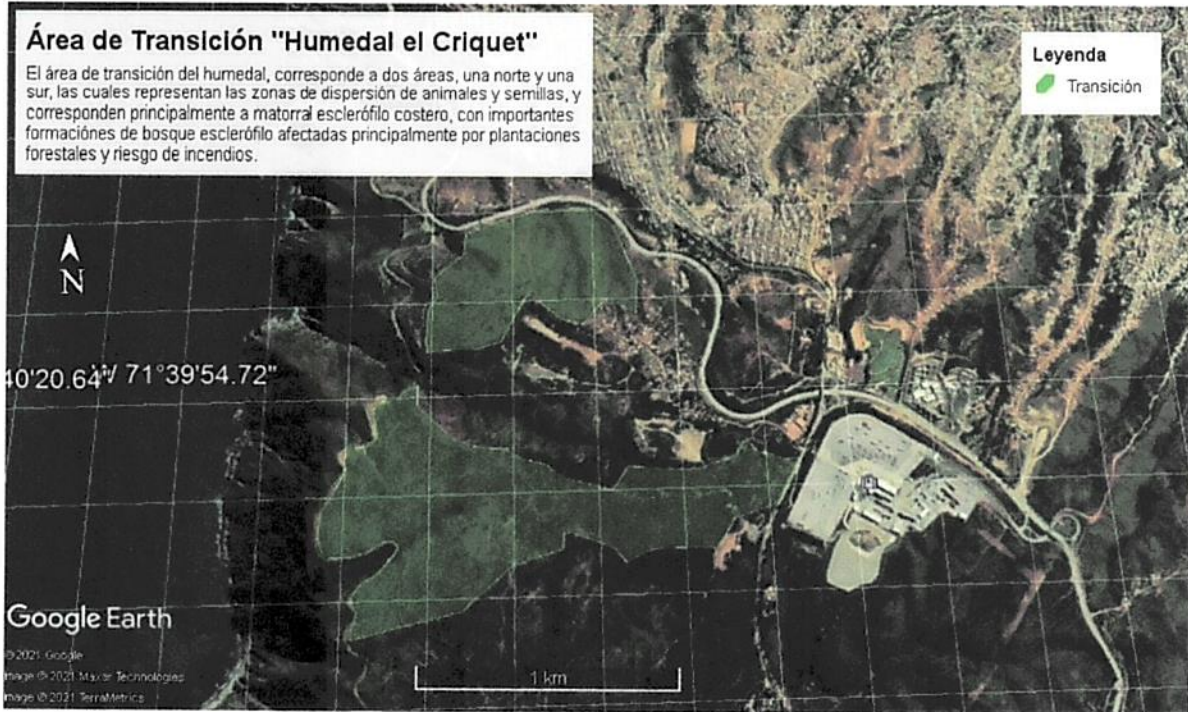 Área de Transición "Humedal el Criquet"
El área de transición del humedal, corresponde a dos áreas, una norte y una
sur, las cuales representan las zonas de dispersión de animales y semillas, y
corresponden principalmente a matorral esclerófilo costero, con importantes
formaciónes de bosque esclerófilo afectadas principalmente por plantaciones
forestales y riesgo de incendios.
Leyenda
Transición
N
40'20.64" W 71°39'54.72"
Google Earth
© 2021 Google
mage © 2021 Maxar Technologies
mage © 2021 TerraMetrics
1 km